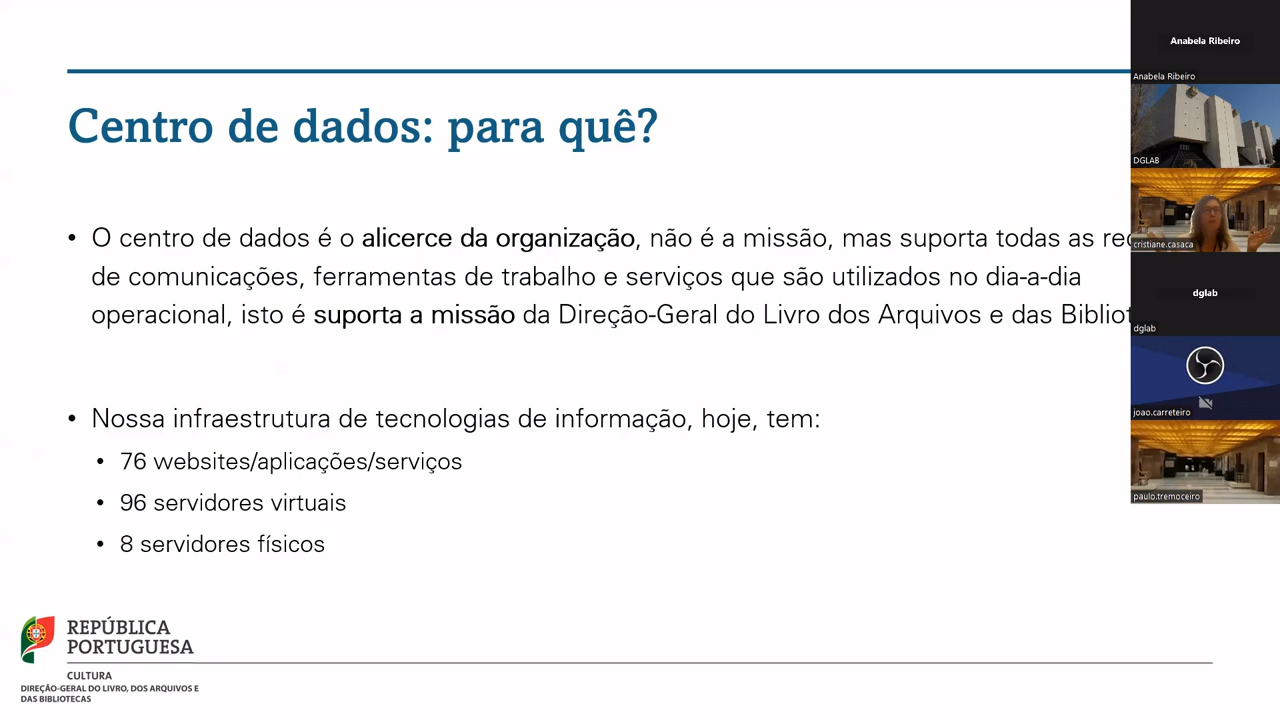 Centro de dados: para quê?
• O centro de dados é o alicerce da organização, não é a missão, mas suporta todas as
de comunicações, ferramentas de trabalho e serviços que são utilizados no dia-a-dia
operacional, isto é suporta a missão da Direção-Geral do Livro dos Arquivos e das
• Nossa infraestrutura de tecnologias de informação, hoje, tem:
• 76 websites/aplicações/serviços
• 96 servidores virtuais
• 8 servidores físicos
REPÚBLICA
PORTUGUESA
CULTURA
DIREÇÃO-GERAL DO LIVRO, DOS ARQUIVOS E
DAS BIBLIOTECAS
Anabela Ribeiro
Anabela Ribeiro
DGLAB
cristiane.casaca
dglab
dglab
joao.carreteiro
paulo.tremoceiro